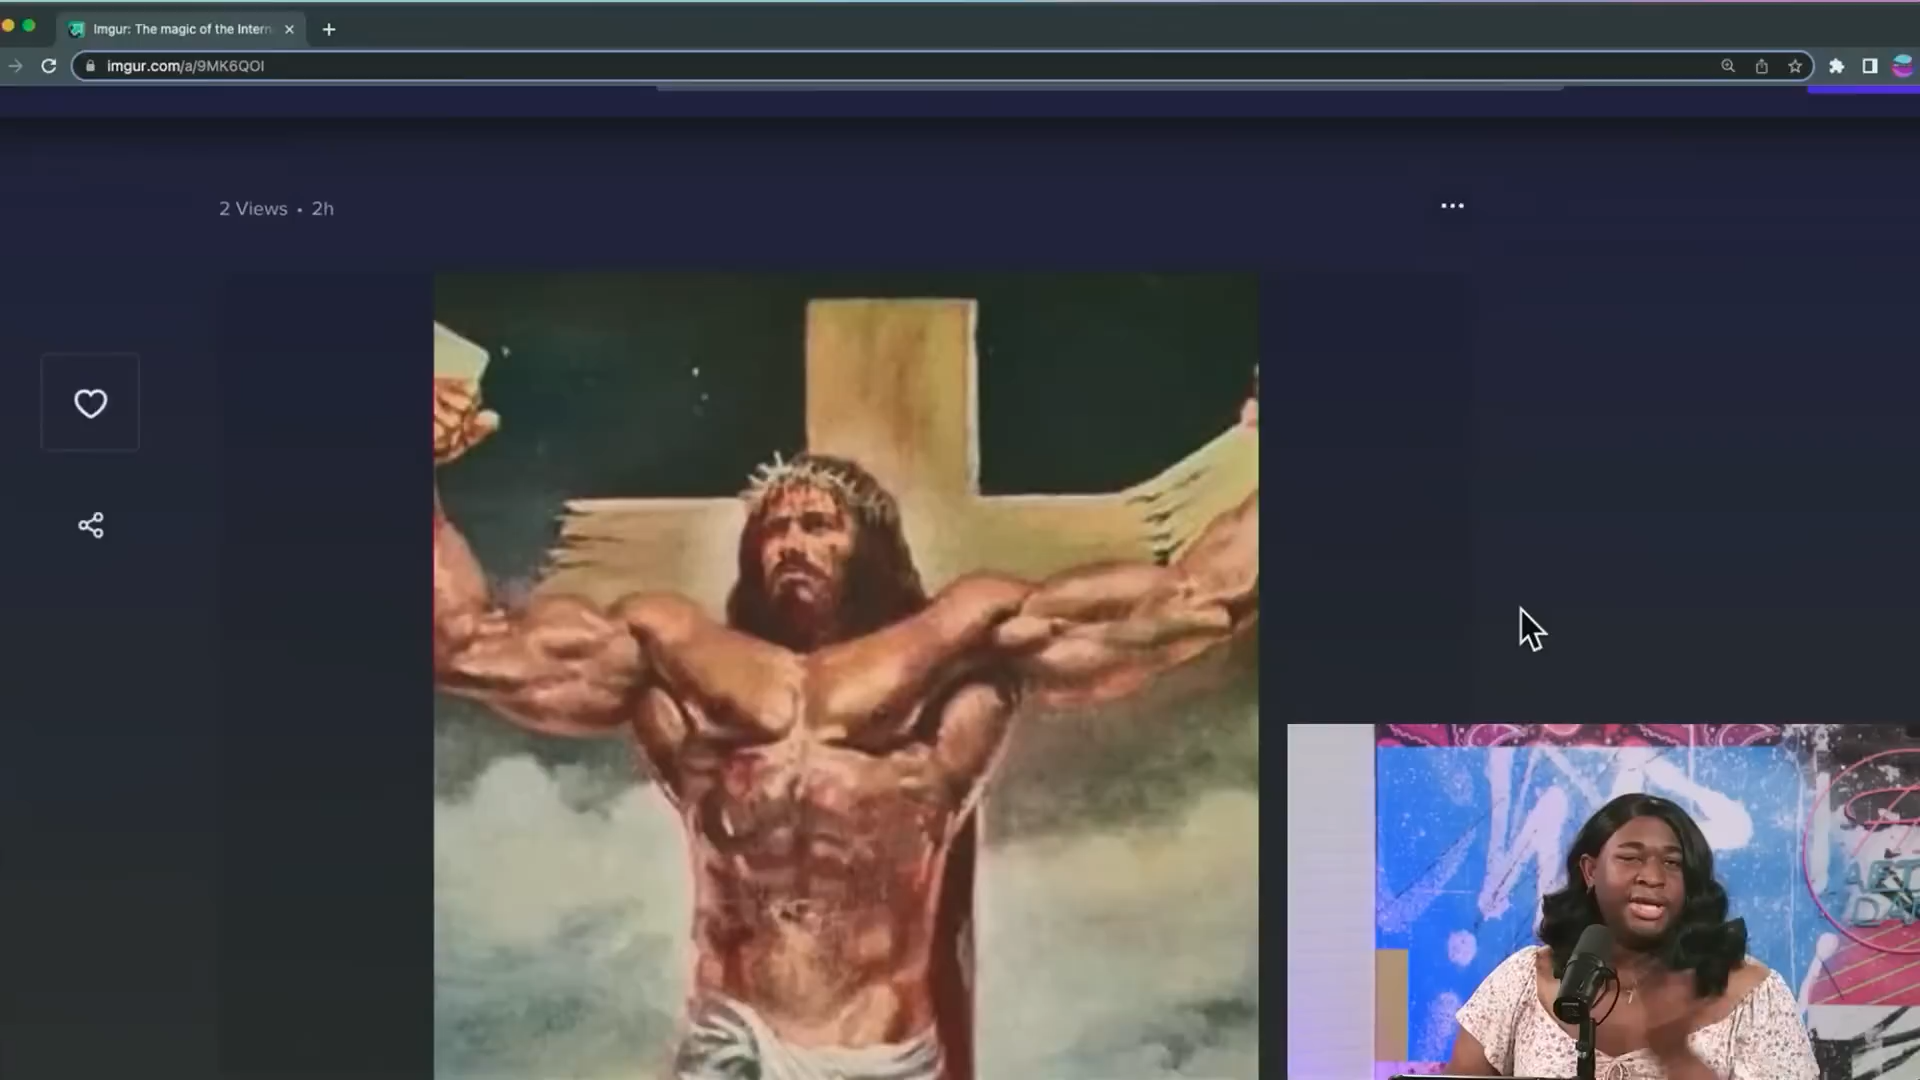 Imgur: The magic of the Intern
imgur.com/a/9MK6QOI
2 Views • 2h